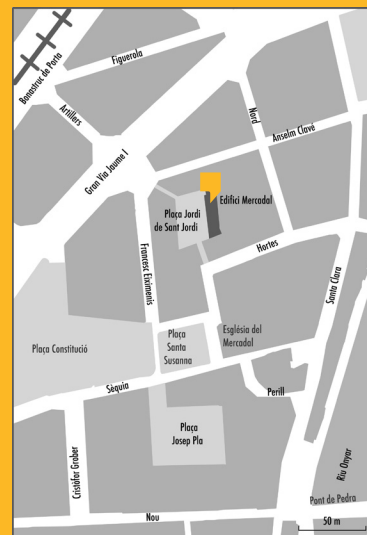 Bonastruc de Porta
Figuerola
Artillers
Nord
Gran Via Jaume I
Anselm Clavé
Edifici Mercadal
Plaça Jordi
de Sant Jordi
Francesc Eiximenis
Hortes
Santa Clara
Plaça Constitució
Plaça
Santa
Susanna
Església del
Mercadal
Sèquia
Perill
Plaça
Josep Pla
Cristòfor Grober
Riu Onyar
Nou
Pont de Pedra
50 m